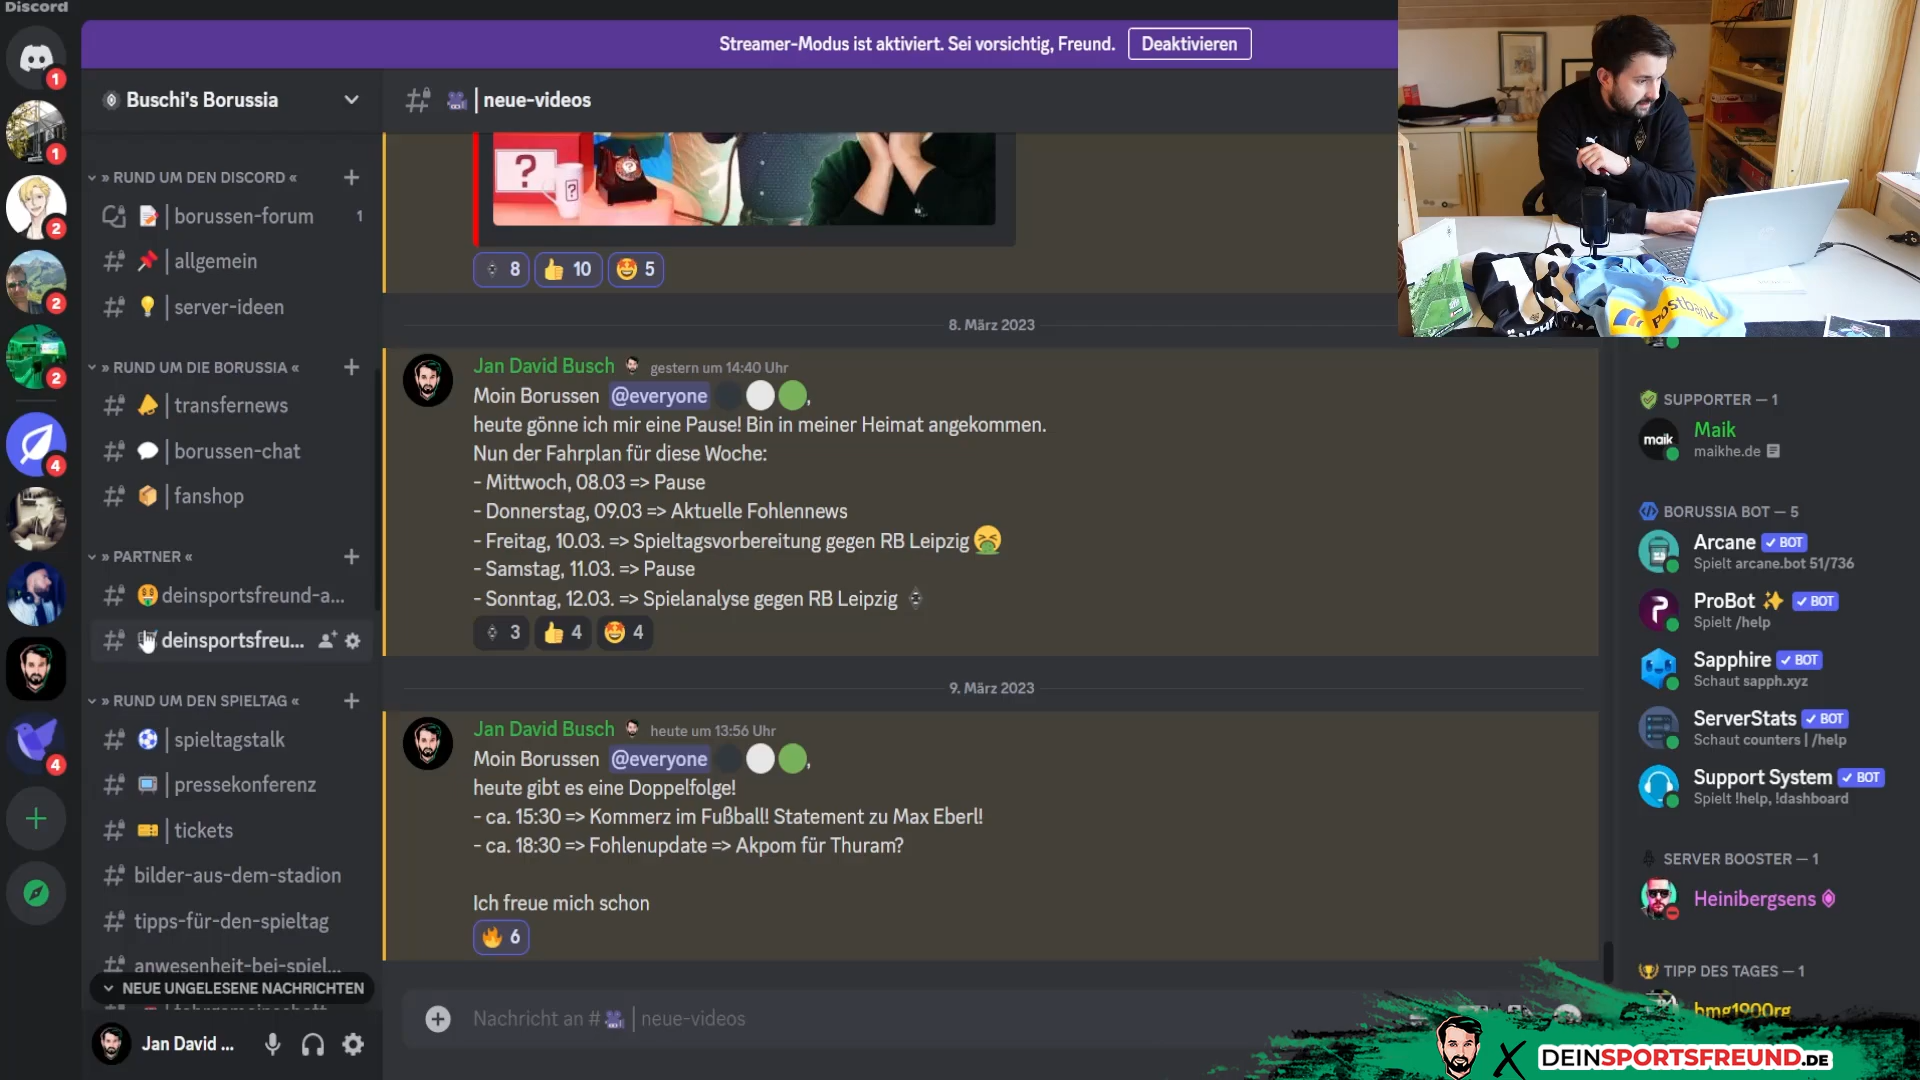 Discord
Streamer-Modus ist aktiviert. Sei vorsichtig, Freund.
Deaktivieren
Buschi's Borussia
» RUND UM DEN DISCORD «
| borussen-forum 1
| allgemein
| server-ideen
» RUND UM DIE BORUSSIA «
| transfernews
| borussen-chat
| fanshop
» PARTNER «
deinsportsfreund-a...
deinsportsfreu...
» RUND UM DEN SPIELTAG «
| spieltagstalk
| pressekonferenz
| tickets
bilder-aus-dem-stadion
tipps-für-den-spieltag
anwesenheit-bei-spiel...
NEUE UNGELESENE NACHRICHTEN
Jan David ...
1
1
2
2
2
4
4
| neue-videos
?
?
8 10 5
8. März 2023
Jan David Busch gestern um 14:40 Uhr
Moin Borussen @everyone ,
heute gönne ich mir eine Pause! Bin in meiner Heimat angekommen.
Nun der Fahrplan für diese Woche:
- Mittwoch, 08.03 => Pause
- Donnerstag, 09.03 => Aktuelle Fohlennews
- Freitag, 10.03. => Spieltagsvorbereitung gegen RB Leipzig
- Samstag, 11.03. => Pause
- Sonntag, 12.03. => Spielanalyse gegen RB Leipzig
3 4 4
9. März 2023
Jan David Busch heute um 13:56 Uhr
Moin Borussen @everyone ,
heute gibt es eine Doppelfolge!
- ca. 15:30 => Kommerz im Fußball! Statement zu Max Eberl!
- ca. 18:30 => Fohlenupdate => Akpom für Thuram?
Ich freue mich schon
6
Nachricht an # | neue-videos
Postbank
SUPPORTER — 1
maik
Maik
maikhe.de
BORUSSIA BOT — 5
Arcane BOT
Spielt arcane.bot 51/736
ProBot BOT
Spielt /help
Sapphire BOT
Schaut sapph.xyz
ServerStats BOT
Schaut counters | /help
Support System BOT
Spielt !help, !dashboard
SERVER BOOSTER — 1
Heinibergsens
TIPP DES TAGES — 1
bmg1900rg
X DEINSPORTSFREUND.DE